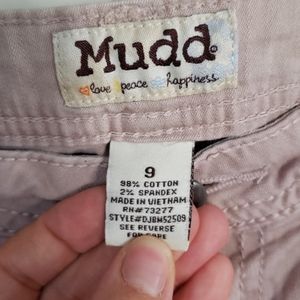 Mudd®
love peace happiness
9
98% COTTON
2% SPANDEX
MADE IN VIETNAM
RN#73277
STYLE#DJBM52509
SEE REVERSE
FOR CARE